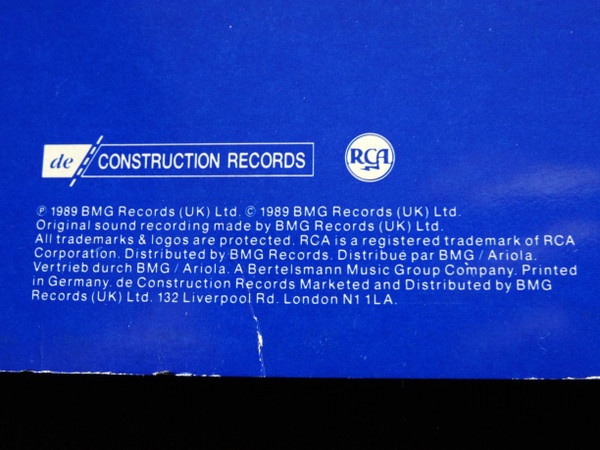 de CONSTRUCTION RECORDS
RCA
℗ 1989 BMG Records (UK) Ltd. © 1989 BMG Records (UK) Ltd.
Original sound recording made by BMG Records (UK) Ltd.
All trademarks & logos are protected. RCA is a registered trademark of RCA
Corporation. Distributed by BMG Records. Distribué par BMG / Ariola.
Vertrieb durch BMG / Ariola. A Bertelsmann Music Group Company. Printed
in Germany. de Construction Records Marketed and Distributed by BMG
Records (UK) Ltd. 132 Liverpool Rd. London N1 1LA.